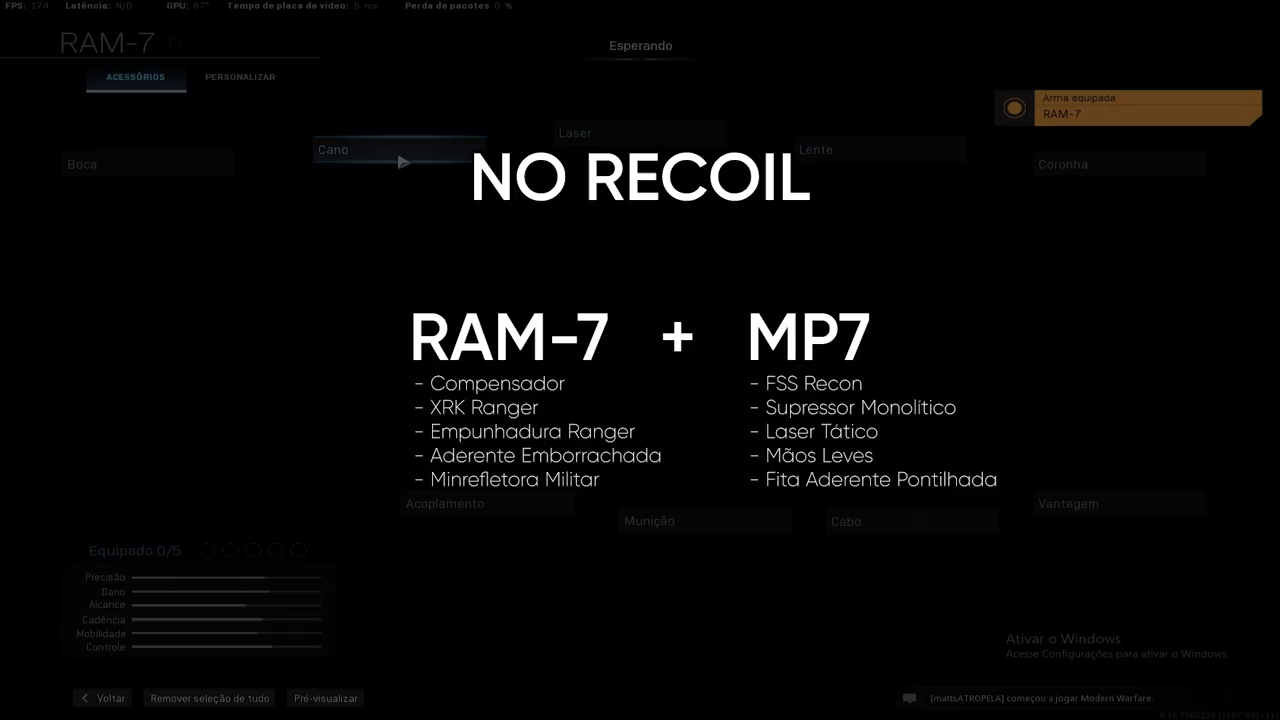 FPS: 174 Latência: N/D GPU: 67° Tempo de placa de vídeo: 5 ms Perda de pacotes 0 %
RAM-7
Esperando
ACESSÓRIOS PERSONALIZAR
Arma equipada
RAM-7
Laser
Cano
Lente
Boca
Coronha
NO RECOIL
RAM-7 + MP7
- Compensador
- XRK Ranger
- Empunhadura Ranger
- Aderente Emborrachada
- Minrefletora Militar
- FSS Recon
- Supressor Monolítico
- Laser Tático
- Mãos Leves
- Fita Aderente Pontilhada
Acoplamento
Vantagem
Munição
Cabo
Equipado 0/5
Precisão
Dano
Alcance
Cadência
Mobilidade
Controle
Ativar o Windows
Acesse Configurações para ativar o Windows.
Voltar Remover seleção de tudo Pré-visualizar
[mattsATROPELA] começou a jogar Modern Warfare.